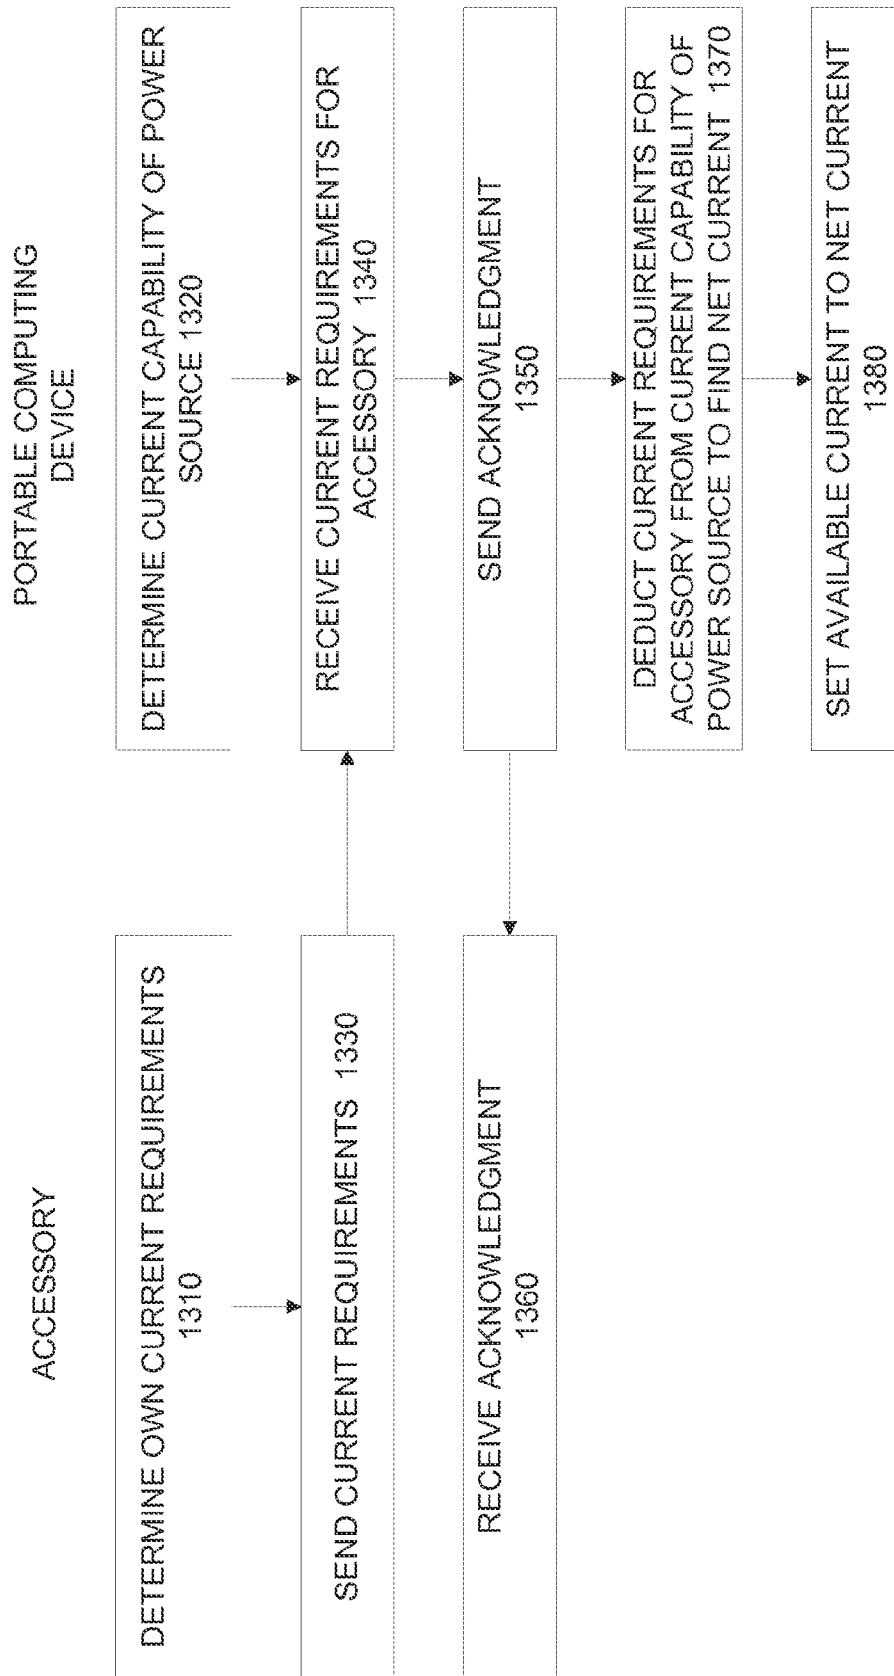 ACCESSORY
DETERMINE OWN CURRENT REQUIREMENTS
1310
SEND CURRENT REQUIREMENTS 1330
RECEIVE ACKNOWLEDGMENT
1360
PORTABLE COMPUTING
DEVICE
DETERMINE CURRENT CAPABILITY OF POWER
SOURCE 1320
RECEIVE CURRENT REQUIREMENTS FOR
ACCESSORY 1340
SEND ACKNOWLEDGMENT
1350
DEDUCT CURRENT REQUIREMENTS FOR
ACCESSORY FROM CURRENT CAPABILITY OF
POWER SOURCE TO FIND NET CURRENT 1370
SET AVAILABLE CURRENT TO NET CURRENT
1380